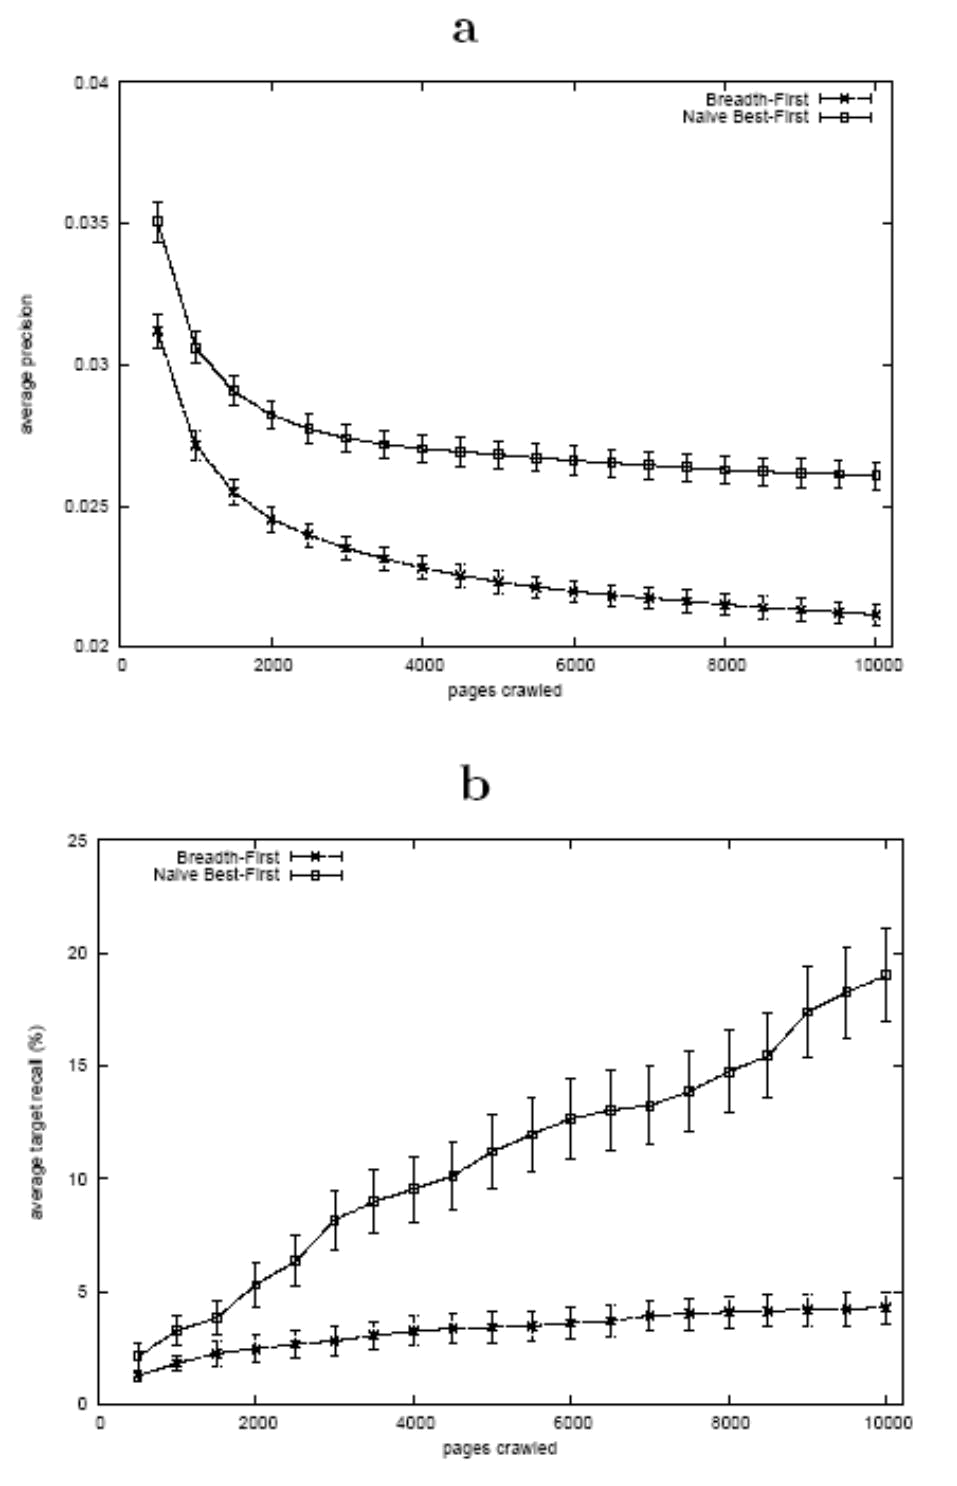 a
0.04
Breadth-First
Naive Best-First
0.035
0.03
0.025
0.02
average precision
0 2000 4000 6000 8000 10000
pages crawled
b
25
Breadth-First
Naive Best-First
20
15
10
5
0
average target recall (%)
0 2000 4000 6000 8000 10000
pages crawled